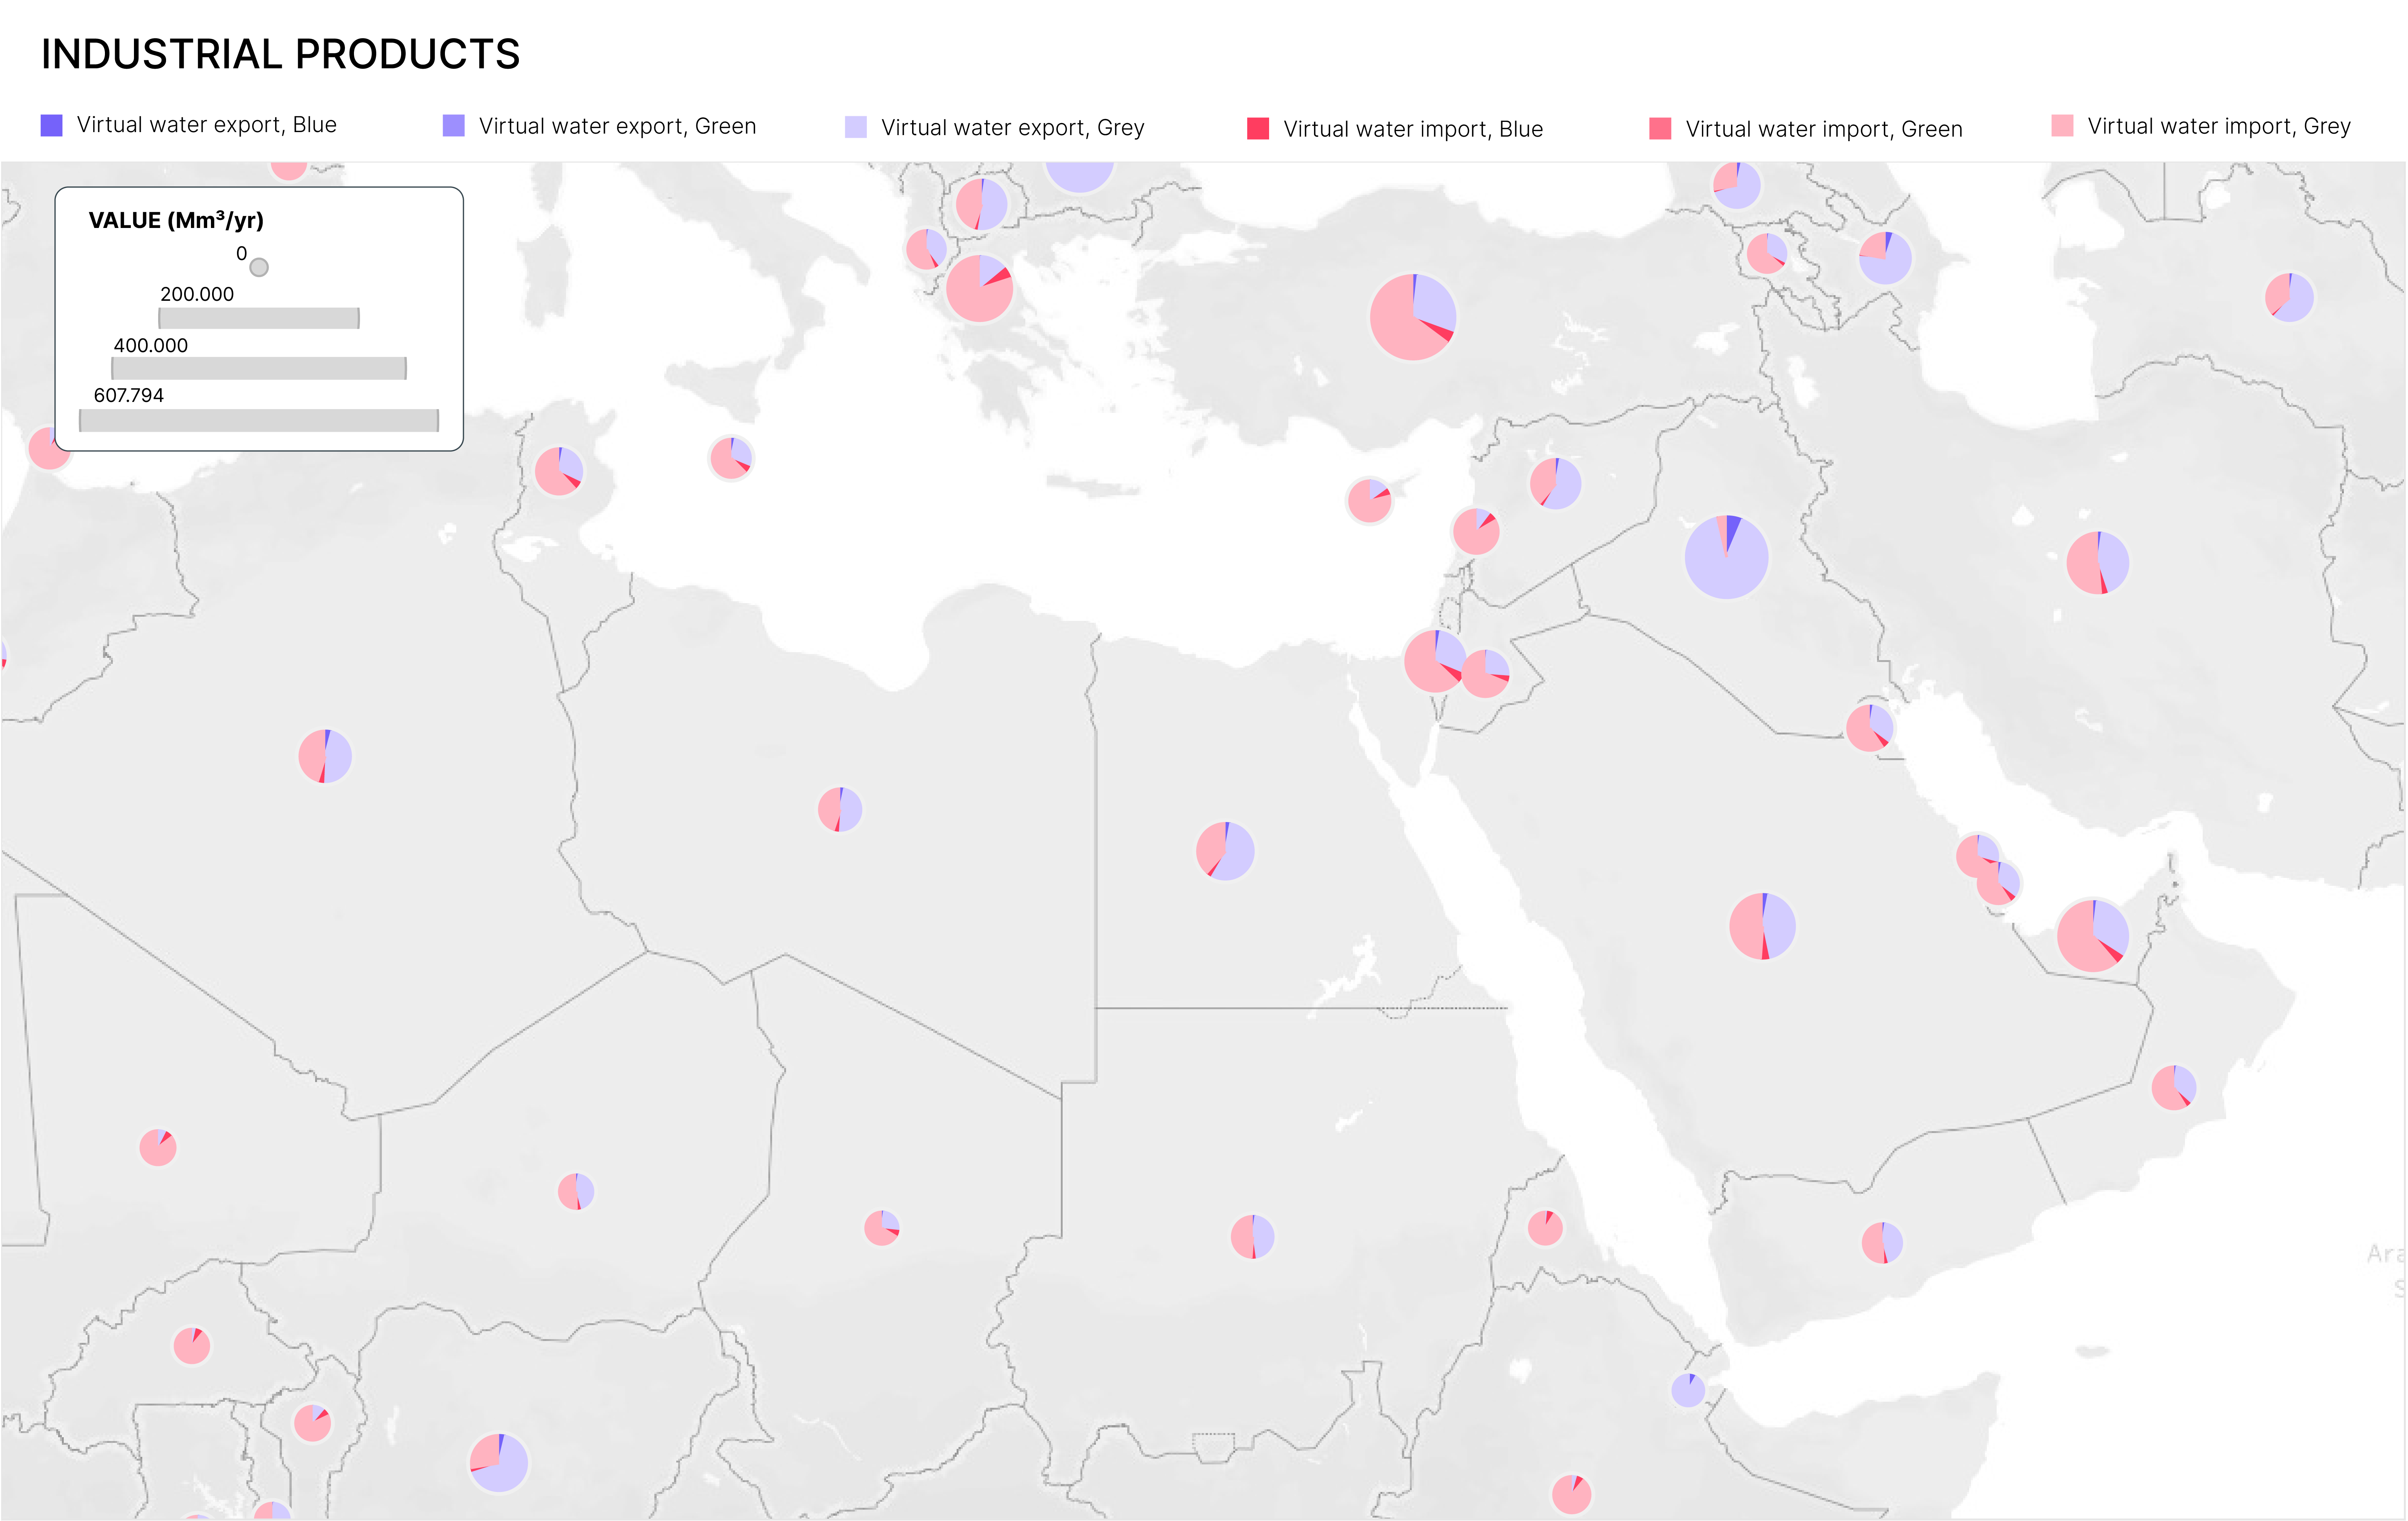 INDUSTRIAL PRODUCTS
Virtual water export, Blue
Virtual water export, Green
Virtual water export, Grey
Virtual water import, Blue
Virtual water import, Green
Virtual water import, Grey
VALUE (Mm³/yr)
0
200.000
400.000
607.794